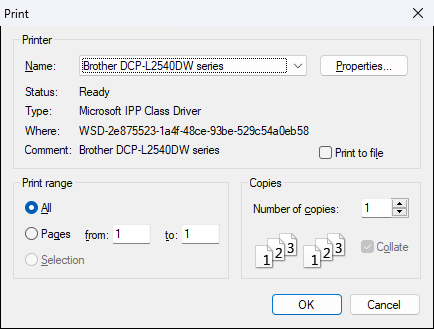 Print
Printer
Name: Brother DCP-L2540DW series Properties...
Status: Ready
Type: Microsoft IPP Class Driver
Where: WSD-2e875523-1a4f-48ce-93be-529c54a0eb58
Comment: Brother DCP-L2540DW series Print to file
Print range
All
Pages from: 1 to: 1
Selection
Copies
Number of copies: 1
1 2 3 1 2 3 Collate
OK Cancel